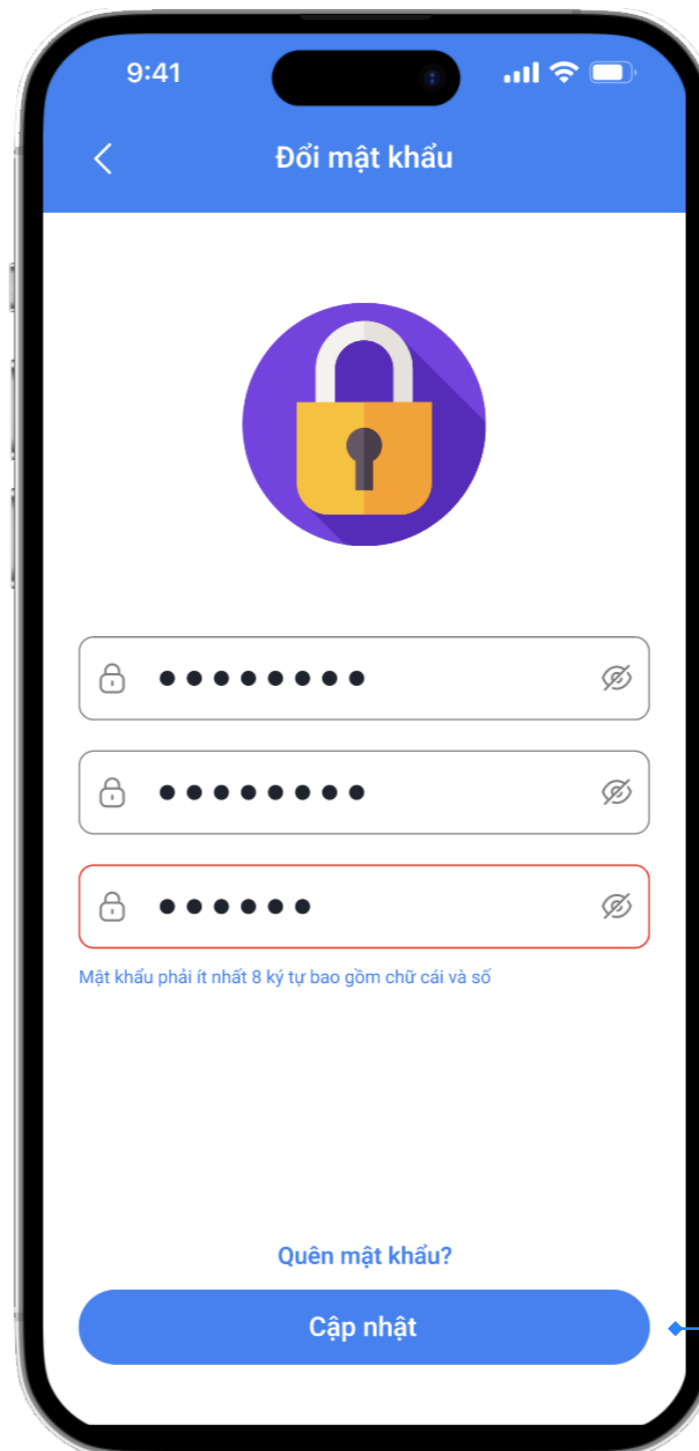 9:41
Đổi mật khẩu
●●●●●●●●
●●●●●●●●
●●●●●●
Mật khẩu phải ít nhất 8 ký tự bao gồm chữ cái và số
Quên mật khẩu?
Cập nhật